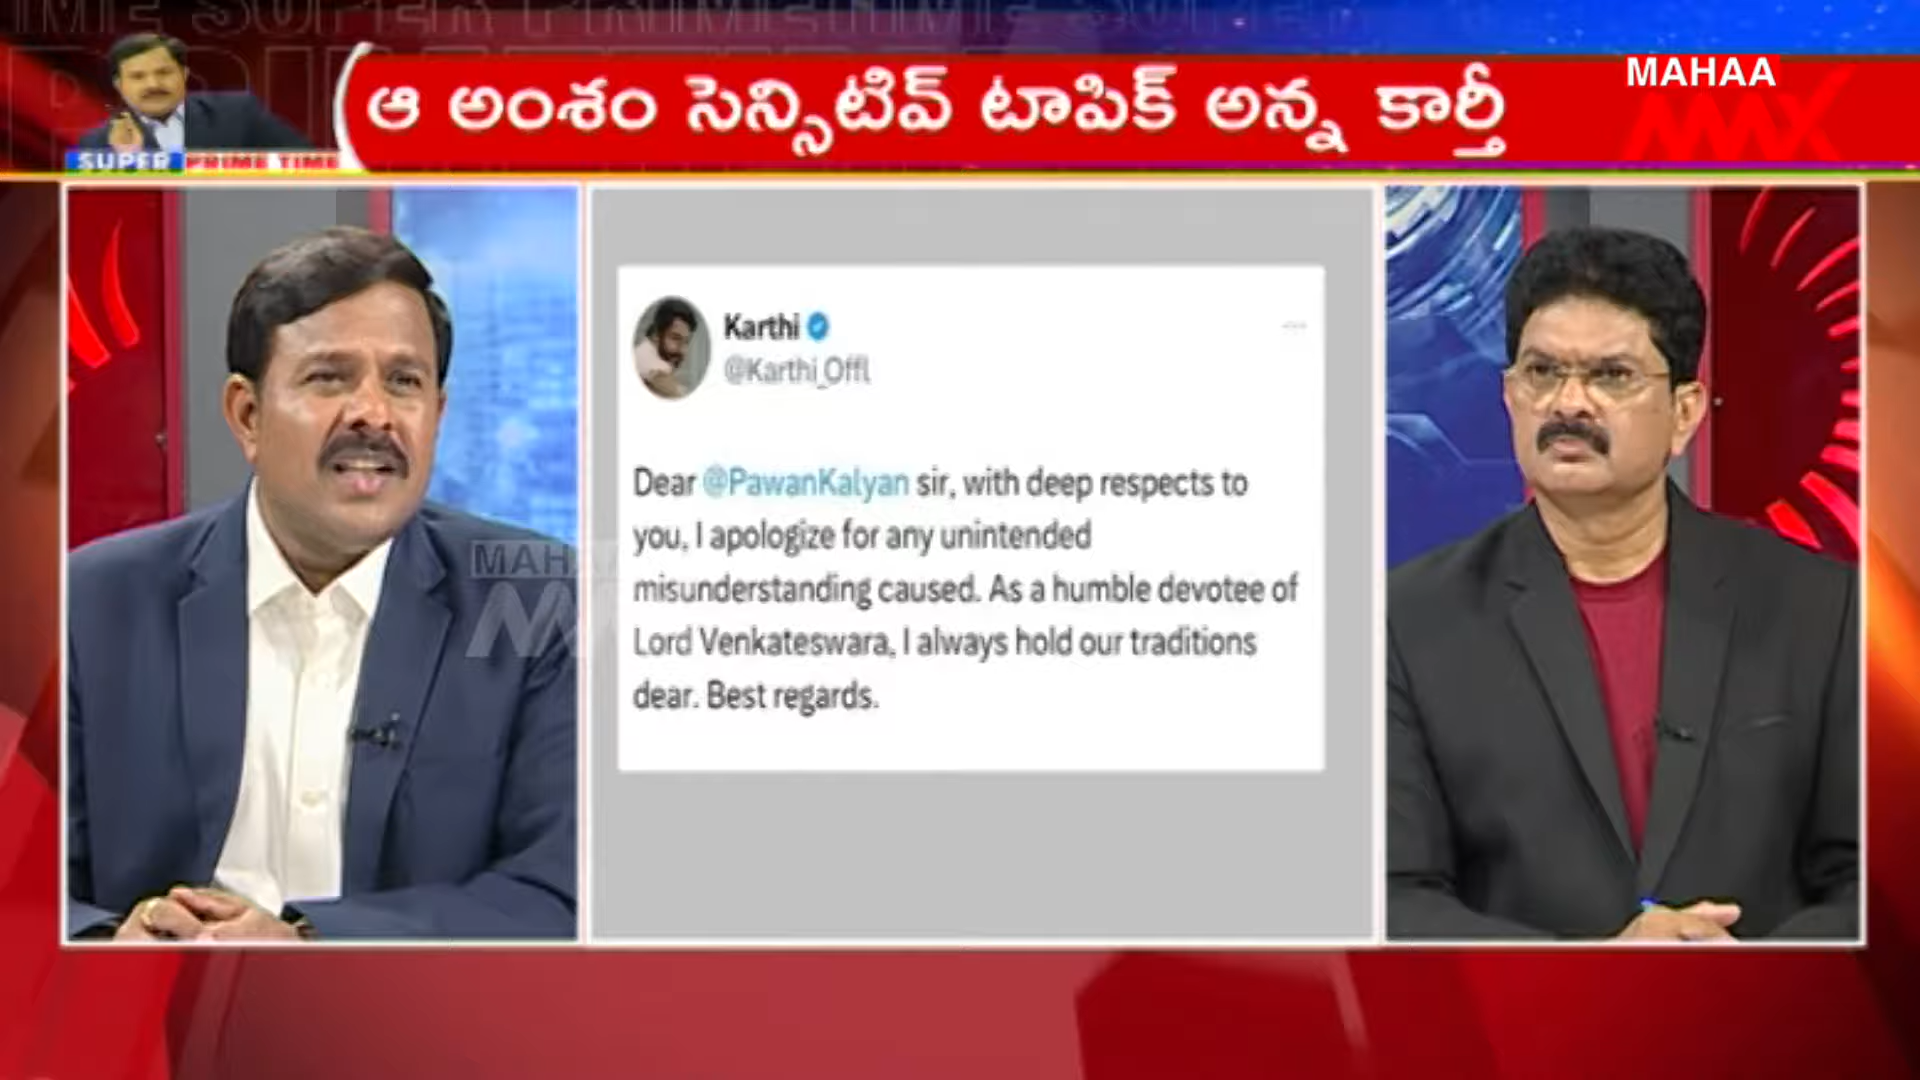 ఆ అంశం సెన్సిటివ్ టాపిక్ అన్న కార్తీ
MAHAA
MAX
SUPER PRIME TIME
Karthi
@Karthi_Offl
Dear @PawanKalyan sir, with deep respects to
you, I apologize for any unintended
misunderstanding caused. As a humble devotee of
Lord Venkateswara, I always hold our traditions
dear. Best regards.